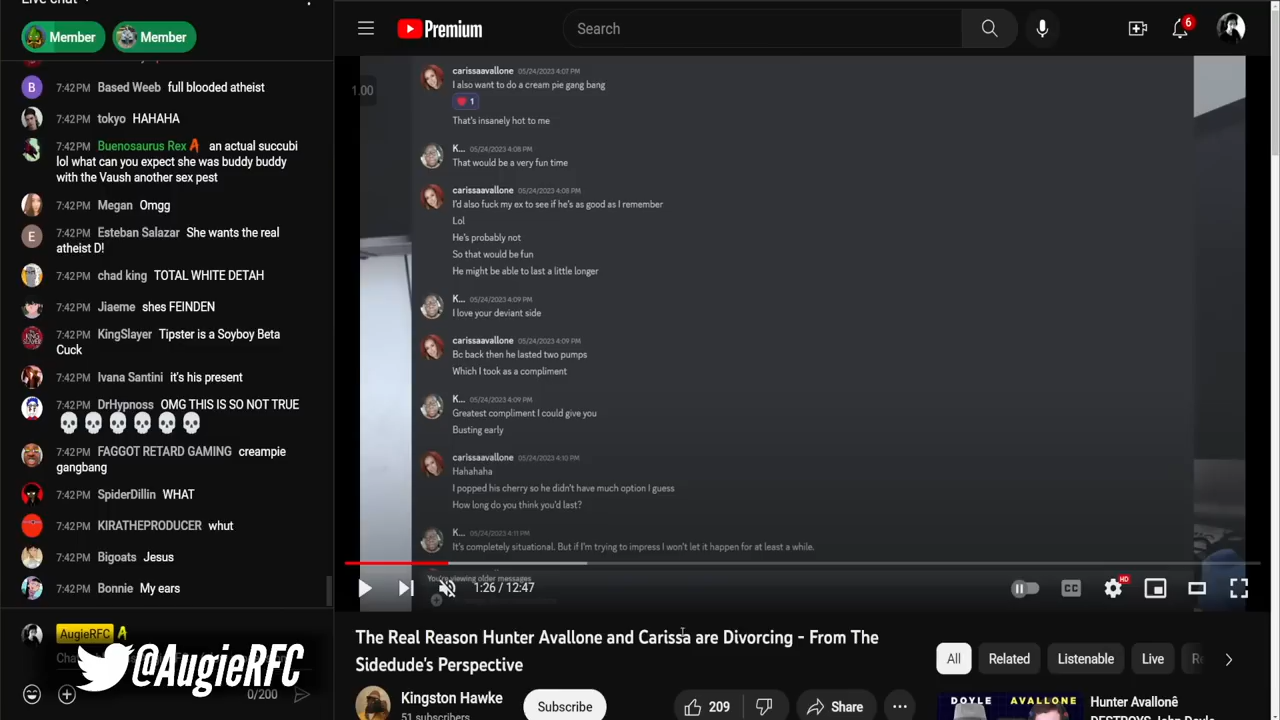 Live chat
Member
Member
7:42PM Based Weeb full blooded atheist
7:42PM tokyo HAHAHA
7:42PM Buenosaurus Rex an actual succubi
lol what can you expect she was buddy buddy
with the Vaush another sex pest
7:42PM Megan Omgg
7:42PM Esteban Salazar She wants the real
atheist D!
7:42PM chad king TOTAL WHITE DETAH
7:42PM Jiaeme shes FEINDEN
7:42PM KingSlayer Tipster is a Soyboy Beta
Cuck
7:42PM Ivana Santini it's his present
7:42PM DrHypnoss OMG THIS IS SO NOT TRUE
7:42PM FAGGOT RETARD GAMING creampie
gangbang
7:42PM SpiderDillin WHAT
7:42PM KIRATHEPRODUCER whut
7:42PM Bigoats Jesus
7:42PM Bonnie My ears
AugieRFC
@AugieRFC
0/200
Premium
Search
6
1.00
carissaavallone 05/24/2023 4:07 PM
I also want to do a cream pie gang bang
1
That's insanely hot to me
K... 05/24/2023 4:08 PM
That would be a very fun time
carissaavallone 05/24/2023 4:08 PM
I'd also fuck my ex to see if he's as good as I remember
Lol
He's probably not
So that would be fun
He might be able to last a little longer
K... 05/24/2023 4:09 PM
I love your deviant side
carissaavallone 05/24/2023 4:09 PM
Bc back then he lasted two pumps
Which I took as a compliment
K... 05/24/2023 4:09 PM
Greatest compliment I could give you
Busting early
carissaavallone 05/24/2023 4:10 PM
Hahahaha
I popped his cherry so he didn't have much option I guess
How long do you think you'd last?
K... 05/24/2023 4:11 PM
It's completely situational. But if I'm trying to impress I won't let it happen for at least a while.
You're viewing older messages
1:26 / 12:47
CC
HD
The Real Reason Hunter Avallone and Carissa are Divorcing - From The
Sidedude's Perspective
Kingston Hawke
51 subscribers
Subscribe
209
Share
All
Related
Listenable
Live
DOYLE AVALLONE
Hunter Avallonê
DESTROYS John Doyle